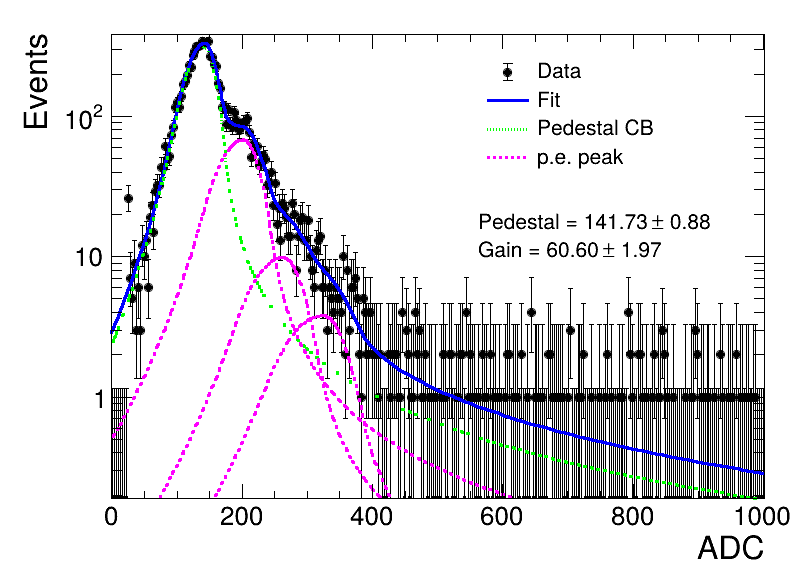 Events
10²
10
1
Data
Fit
Pedestal CB
p.e. peak
Pedestal = 141.73 ± 0.88
Gain = 60.60 ± 1.97
0 200 400 600 800 1000
ADC